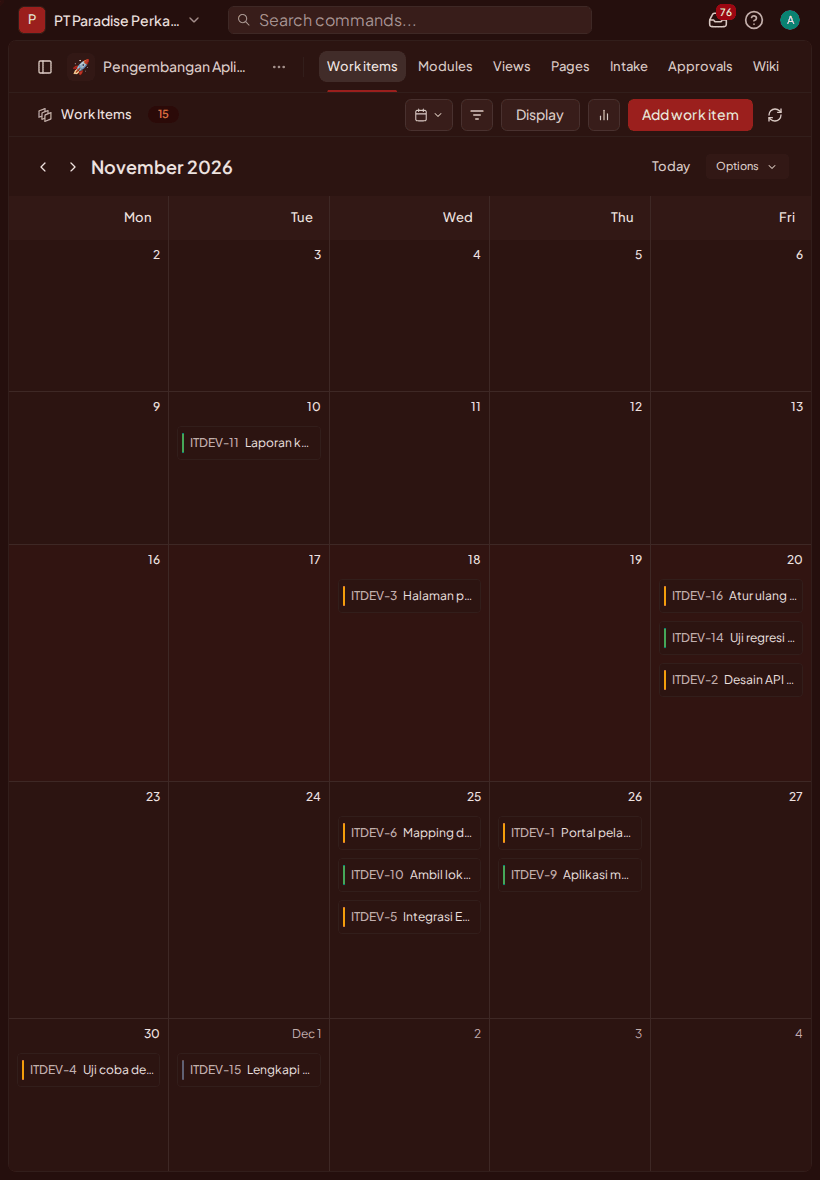 P PT Paradise Perka... Search commands... 76 A
Pengembangan Apli... Work items Modules Views Pages Intake Approvals Wiki
Work Items 15 Display Add work item
November 2026 Today Options
Mon Tue Wed Thu Fri
2 3 4 5 6
9 10 11 12 13
ITDEV-11 Laporan k...
16 17 18 19 20
ITDEV-3 Halaman p... ITDEV-16 Atur ulang ...
ITDEV-14 Uji regresi ...
ITDEV-2 Desain API ...
23 24 25 26 27
ITDEV-6 Mapping d... ITDEV-1 Portal pela...
ITDEV-10 Ambil lok... ITDEV-9 Aplikasi m...
ITDEV-5 Integrasi E...
30 Dec 1 2 3 4
ITDEV-4 Uji coba de... ITDEV-15 Lengkapi ...